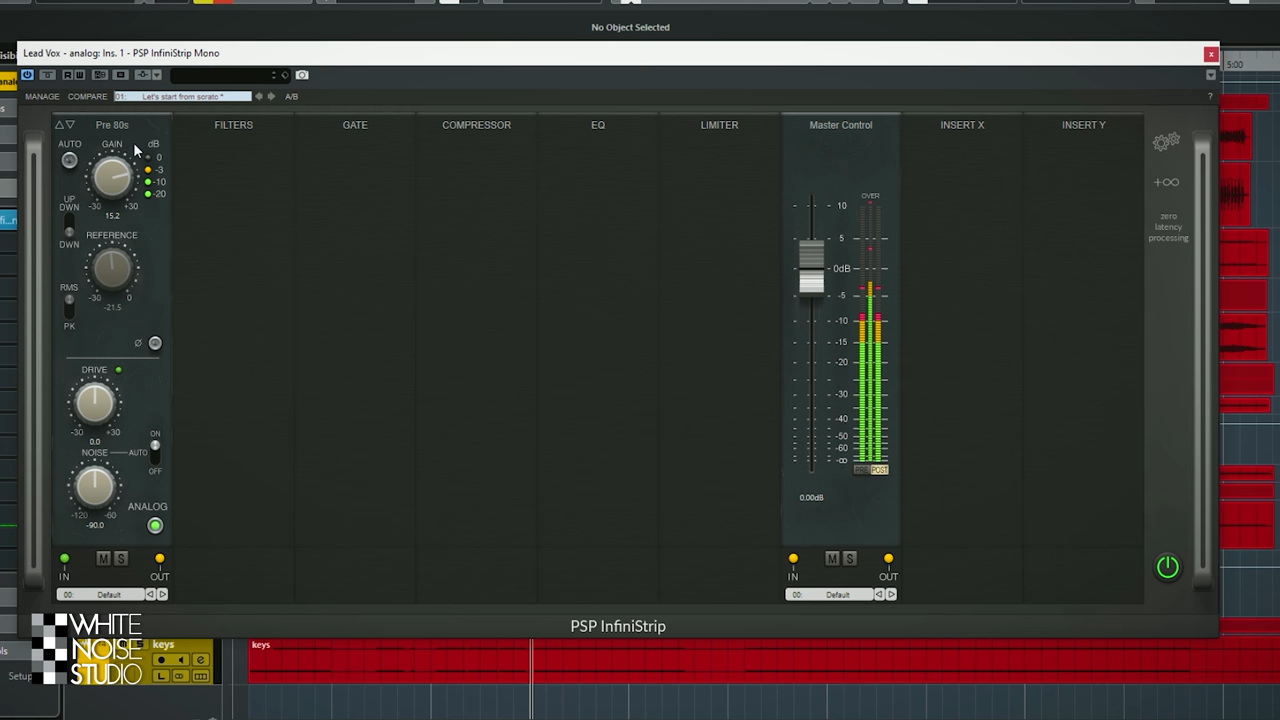 No Object Selected
Lead Vox - analog: Ins. 1 - PSP InfiniStrip Mono
x
5:00
R W
MANAGE COMPARE 01: Let's start from scratc * A/B ?
Pre 80s FILTERS GATE COMPRESSOR EQ LIMITER Master Control INSERT X INSERT Y
AUTO GAIN dB
0
-3
-10
-20
-30 +30
15.2
UP
DWN
DWN
REFERENCE
-30 0
-21.5
RMS
PK
Ø
DRIVE
-30 +30
0.0
ON
AUTO
OFF
NOISE
-120 -60
-90.0
ANALOG
M S
IN OUT
00: Default
OVER
10
5
0dB
-5
-10
-15
-20
-30
-40
-50
-60
-∞
PRE POST
0.00dB
M S
IN OUT
00: Default
+∞
zero
latency
processing
PSP InfiniStrip
WHITE
NOISE
STUDIO
keys
keys
L
Setup